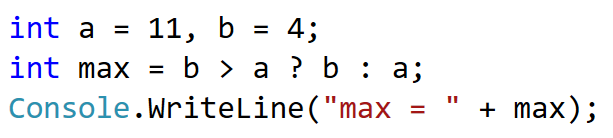 int a = 11, b = 4;
int max = b > a ? b : a;
Console.WriteLine("max = " + max);